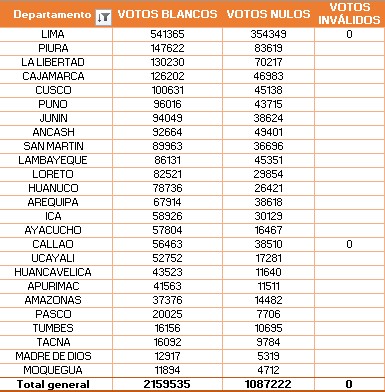 Departamento VOTOS BLANCOS VOTOS NULOS VOTOS INVÁLIDOS
LIMA 541365 354349 0
PIURA 147622 83619
LA LIBERTAD 130230 70217
CAJAMARCA 126202 46983
CUSCO 100631 45138
PUNO 96016 43715
JUNIN 94049 38624
ANCASH 92664 49401
SAN MARTIN 89963 36696
LAMBAYEQUE 86131 45351
LORETO 82521 29854
HUANUCO 78736 26421
AREQUIPA 67914 38618
ICA 58926 30129
AYACUCHO 57804 16467
CALLAO 56463 38510 0
UCAYALI 52752 17281
HUANCAVELICA 43523 11640
APURIMAC 41563 11511
AMAZONAS 37376 14482
PASCO 20025 7706
TUMBES 16156 10695
TACNA 16092 9784
MADRE DE DIOS 12917 5319
MOQUEGUA 11894 4712
Total general 2159535 1087222 0